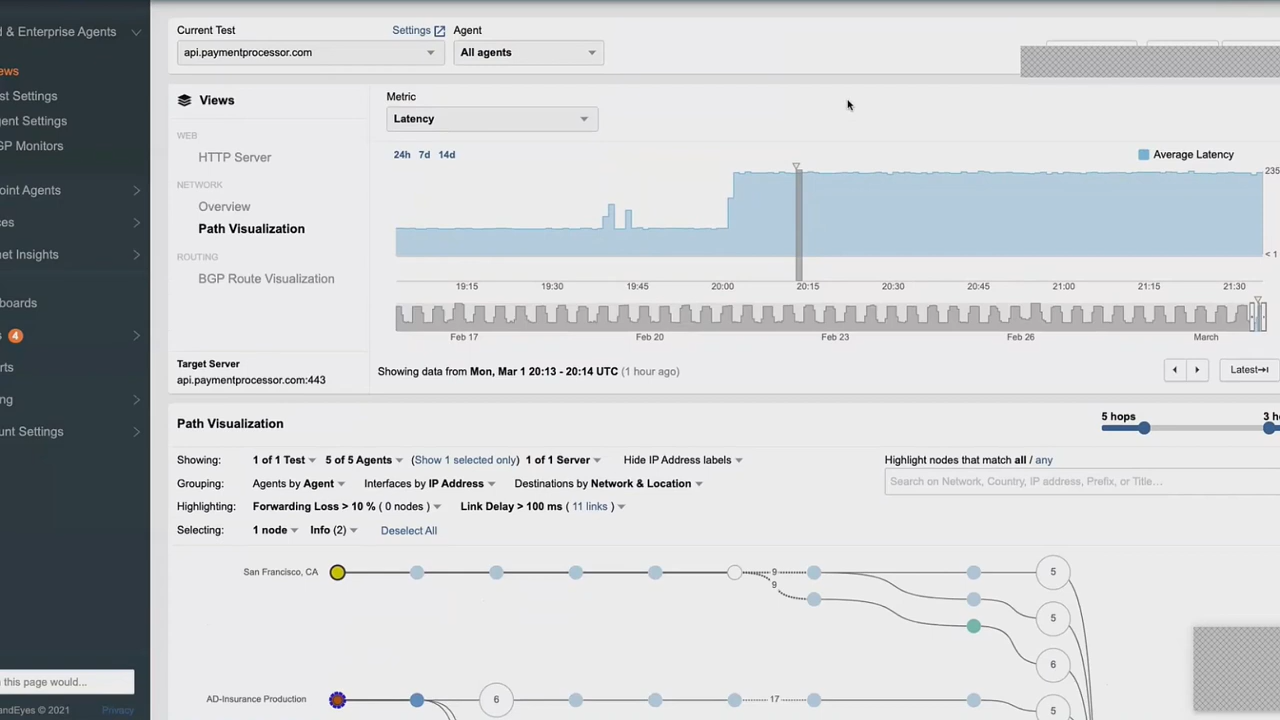 Current Test
Settings
Agent
api.paymentprocessor.com
All agents
d & Enterprise Agents
ews
st Settings
gent Settings
GP Monitors
oint Agents
ces
net Insights
boards
s 4
rts
ng
unt Settings
n this page would...
andEyes © 2021
Privacy
Views
WEB
HTTP Server
NETWORK
Overview
Path Visualization
ROUTING
BGP Route Visualization
Target Server
api.paymentprocessor.com:443
Metric
Latency
24h 7d 14d
Average Latency
235
< 1
19:15 19:30 19:45 20:00 20:15 20:30 20:45 21:00 21:15 21:30
Feb 17 Feb 20 Feb 23 Feb 26 March
Showing data from Mon, Mar 1 20:13 - 20:14 UTC (1 hour ago)
Latest
Path Visualization
5 hops
3 h
Showing: 1 of 1 Test 5 of 5 Agents (Show 1 selected only) 1 of 1 Server Hide IP Address labels
Grouping: Agents by Agent Interfaces by IP Address Destinations by Network & Location
Highlighting: Forwarding Loss > 10 % ( 0 nodes ) Link Delay > 100 ms ( 11 links )
Selecting: 1 node Info (2) Deselect All
Highlight nodes that match all / any
Search on Network, Country, IP address, Prefix, or Title...
San Francisco, CA
9
9
5
5
6
AD-Insurance Production
6
17
5